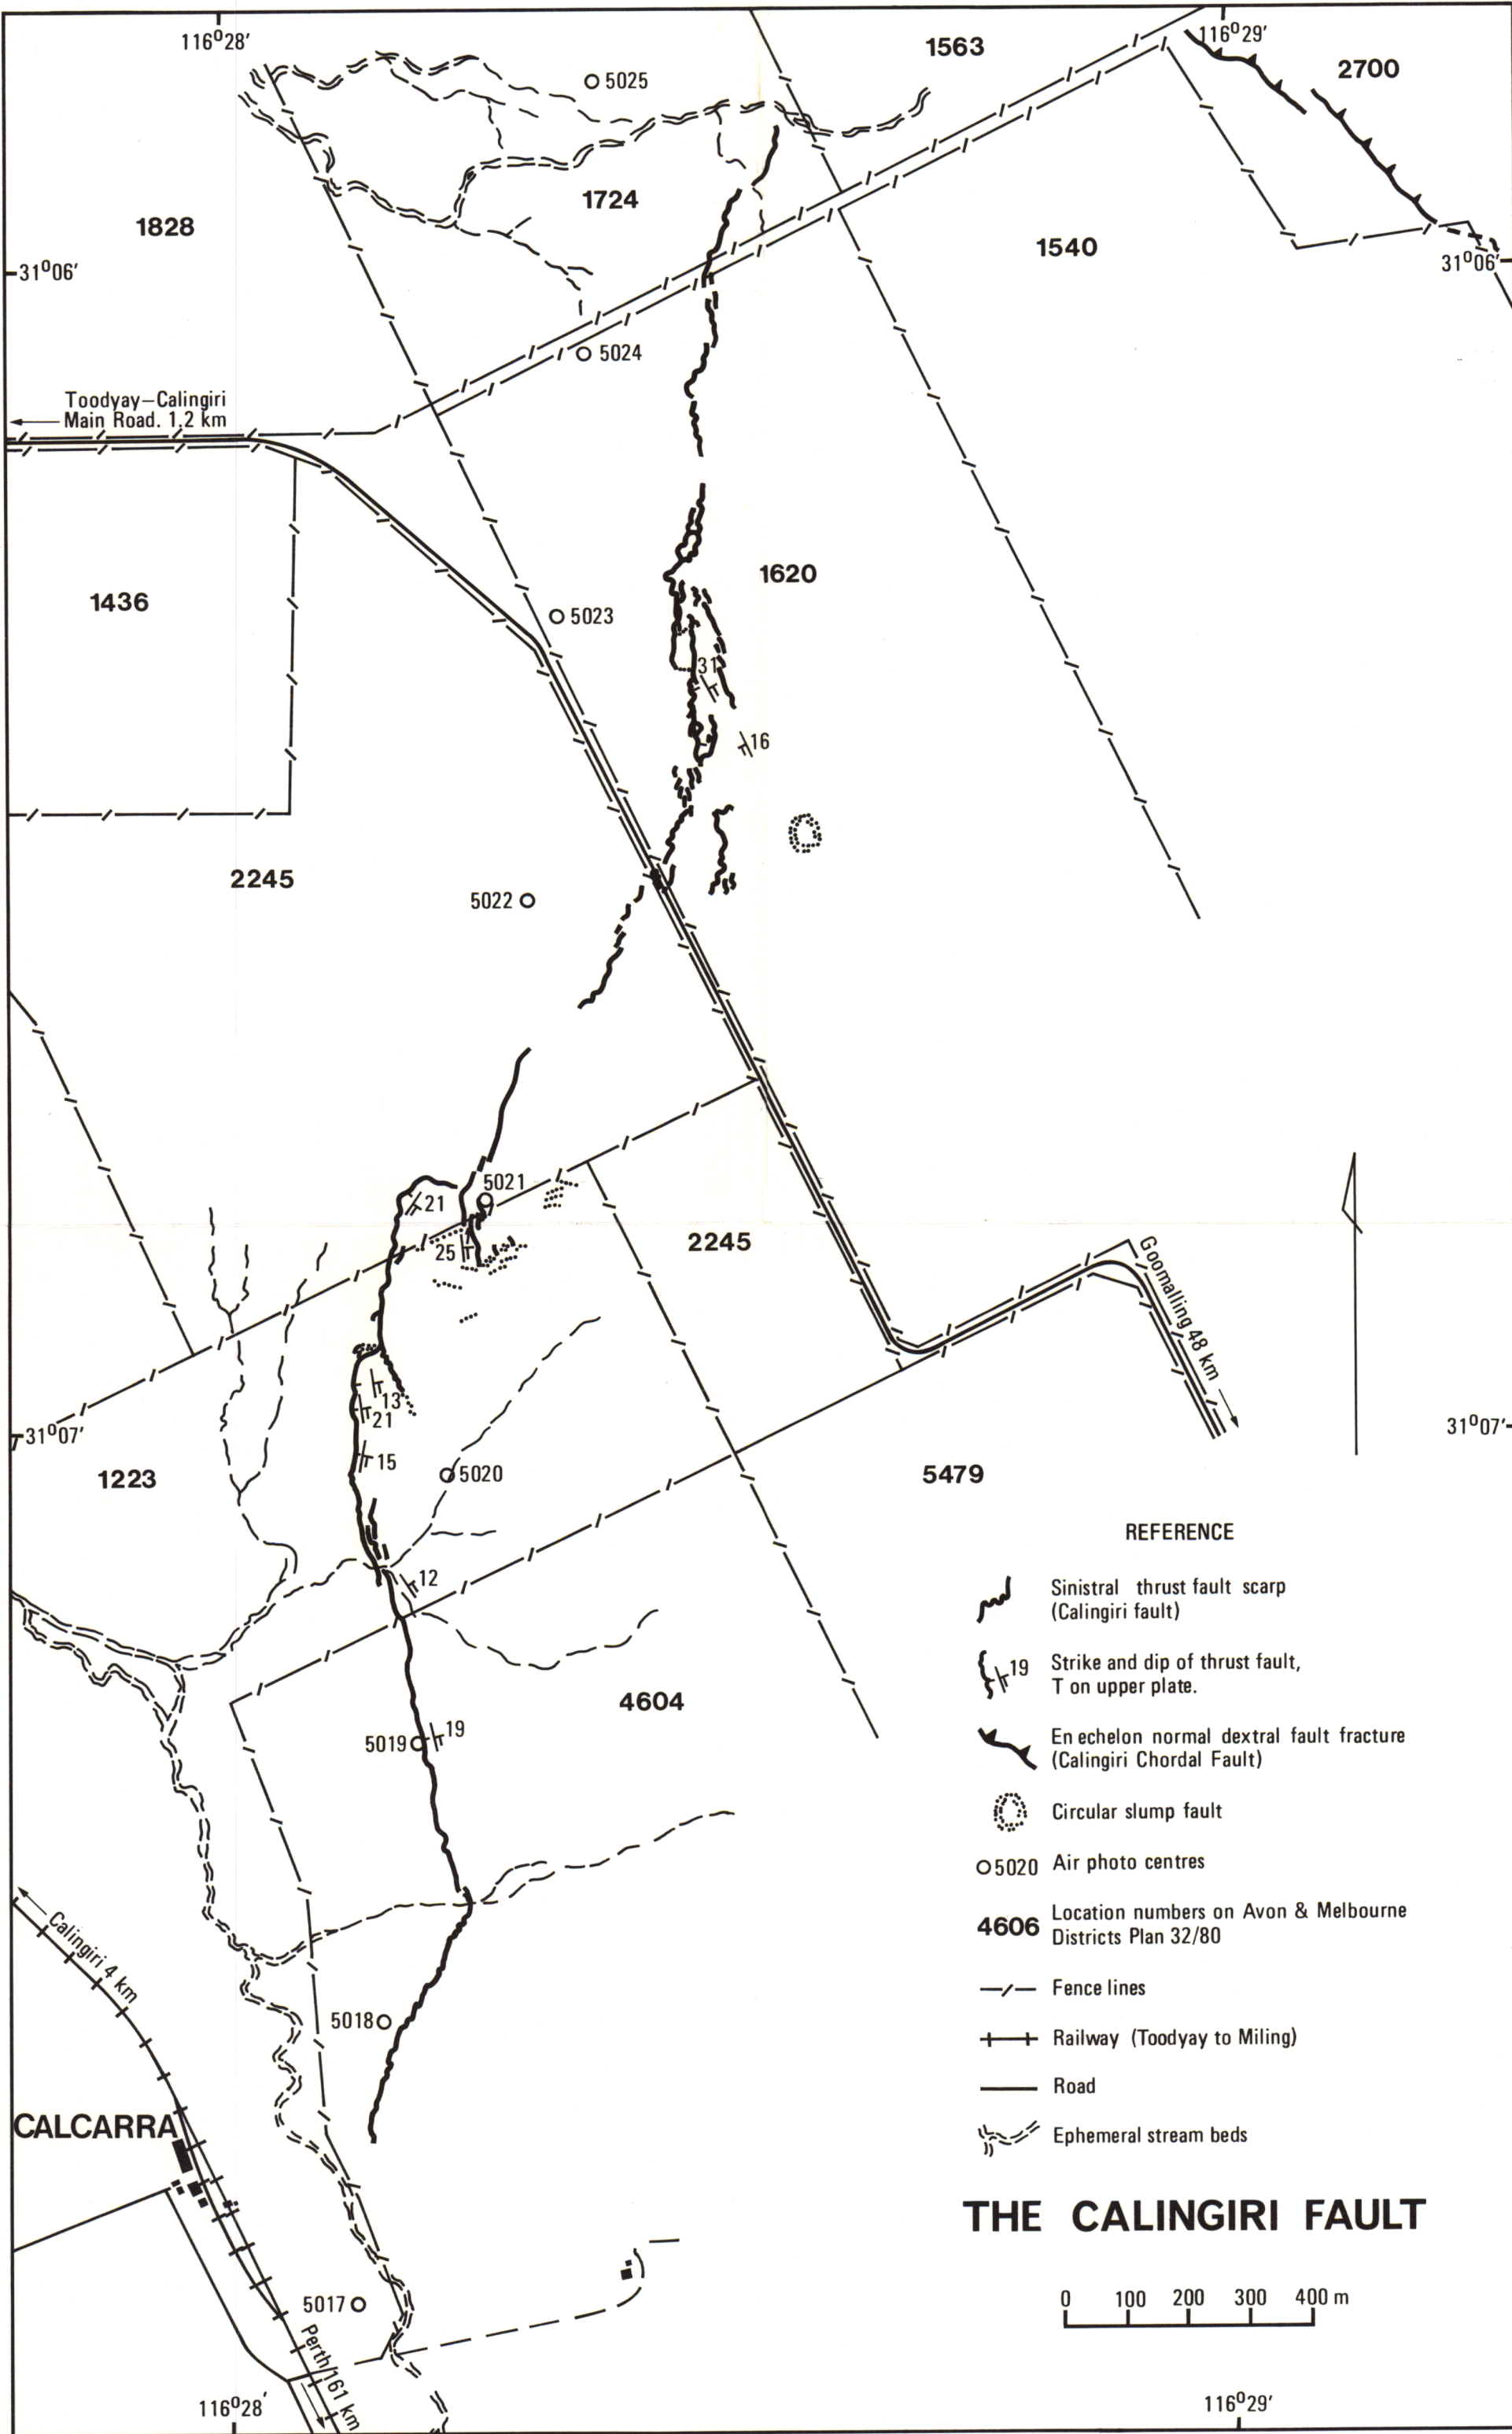 116°28′
116°29′
1563
2700
5025
1724
1828
1540
31°06′
31°06′
5024
Toodyay–Calingiri
Main Road. 1.2 km
1620
1436
5023
31
16
2245
5022
5021
21
25
2245
Goomalling 48 km
13
21
31°07′
31°07′
15
1223
5020
5479
12
4604
5019
19
Calingiri 4 km
5018
CALCARRA
5017
Perth 161 km
116°28′
116°29′
REFERENCE
Sinistral thrust fault scarp
(Calingiri fault)
19
Strike and dip of thrust fault,
T on upper plate.
En echelon normal dextral fault fracture
(Calingiri Chordal Fault)
Circular slump fault
5020 Air photo centres
4606 Location numbers on Avon & Melbourne
Districts Plan 32/80
Fence lines
Railway (Toodyay to Miling)
Road
Ephemeral stream beds
THE CALINGIRI FAULT
0 100 200 300 400 m